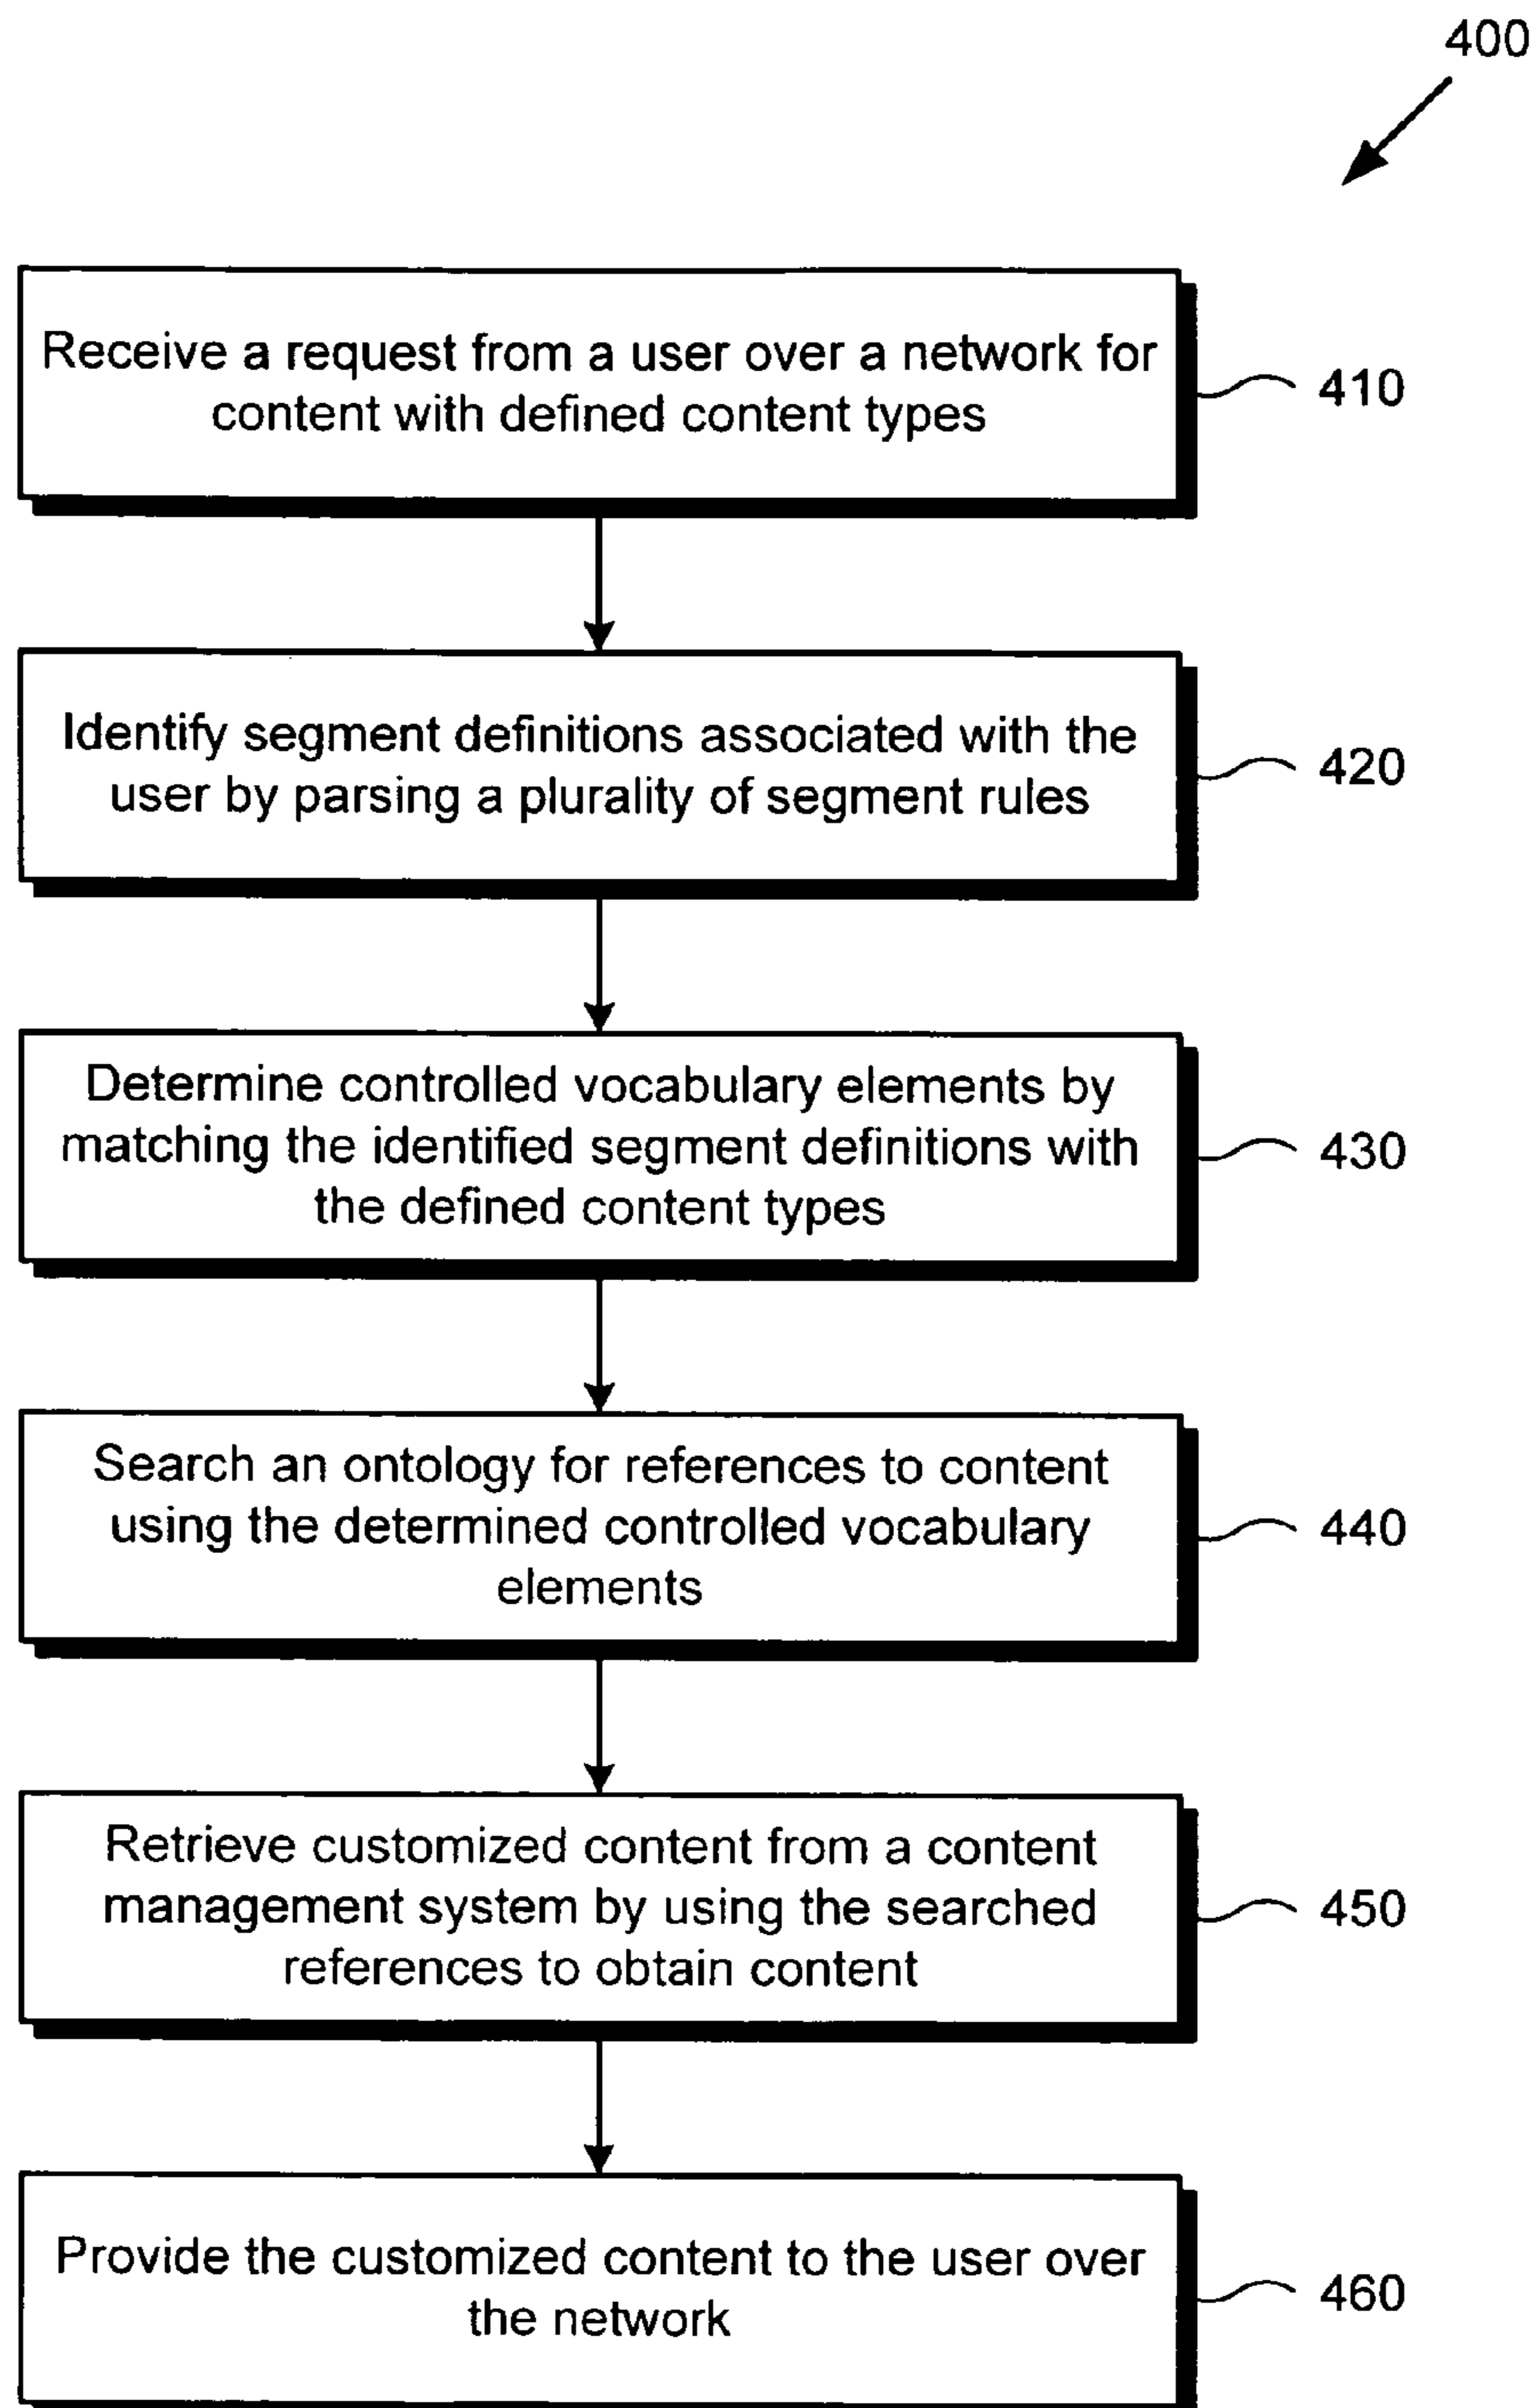 400
Receive a request from a user over a network for
content with defined content types
410
Identify segment definitions associated with the
user by parsing a plurality of segment rules
420
Determine controlled vocabulary elements by
matching the identified segment definitions with
the defined content types
430
Search an ontology for references to content
using the determined controlled vocabulary
elements
440
Retrieve customized content from a content
management system by using the searched
references to obtain content
450
Provide the customized content to the user over
the network
460